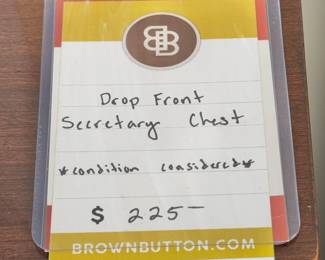 BB
Drop Front
Secretary Chest
*condition considered*
$ 225—
BROWNBUTTON.COM